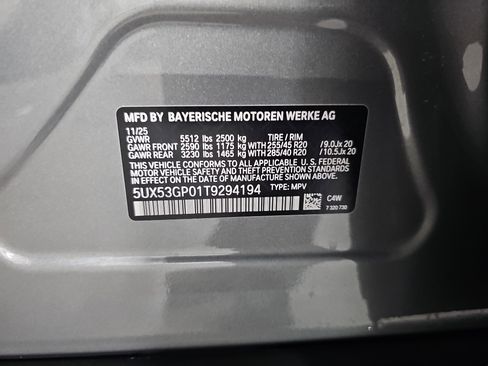 MFD BY BAYERISCHE MOTOREN WERKE AG
11/25
GVWR 5512 lbs 2500 kg TIRE / RIM
GAWR FRONT 2590 lbs 1175 kg WITH 255/45 R20 / 9.0Jx 20
GAWR REAR 3230 lbs 1465 kg WITH 285/40 R20 / 10.5Jx 20
THIS VEHICLE CONFORMS TO ALL APPLICABLE U. S. FEDERAL
MOTOR VEHICLE SAFETY AND THEFT PREVENTION STANDARDS
IN EFFECT ON THE DATE OF MANUFACTURE SHOWN ABOVE.
5UX53GP01T9294194 TYPE: MPV
C4W
7 320 730